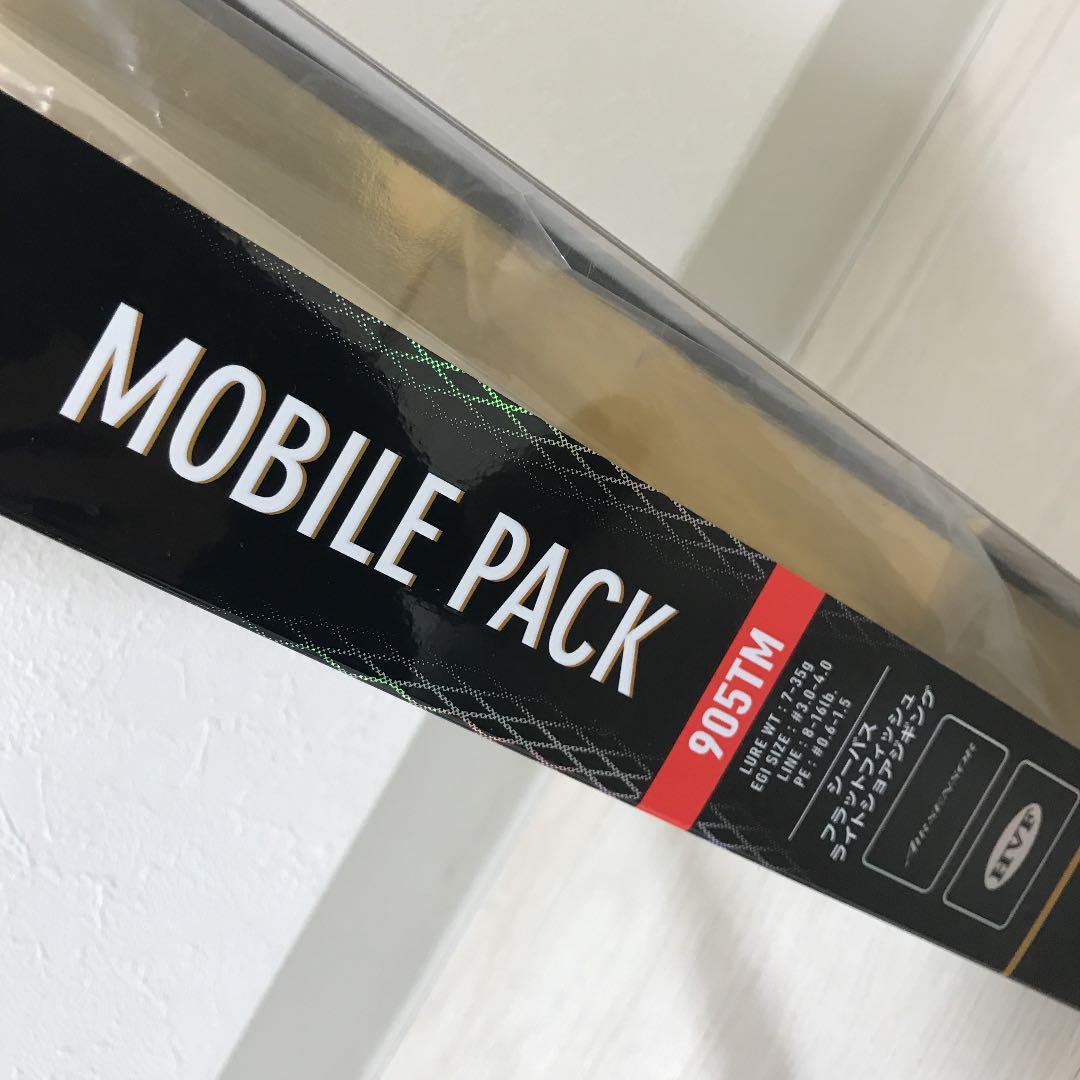 MOBILE PACK
905TM
LURE WT : 7-35g
EGI SIZE : #3.0-4.0
LINE : 8-16lb.
PE : #0.6-1.5
シーバス
フラットフィッシュ
ライトショアジギング
AIRSENSOR
HVF